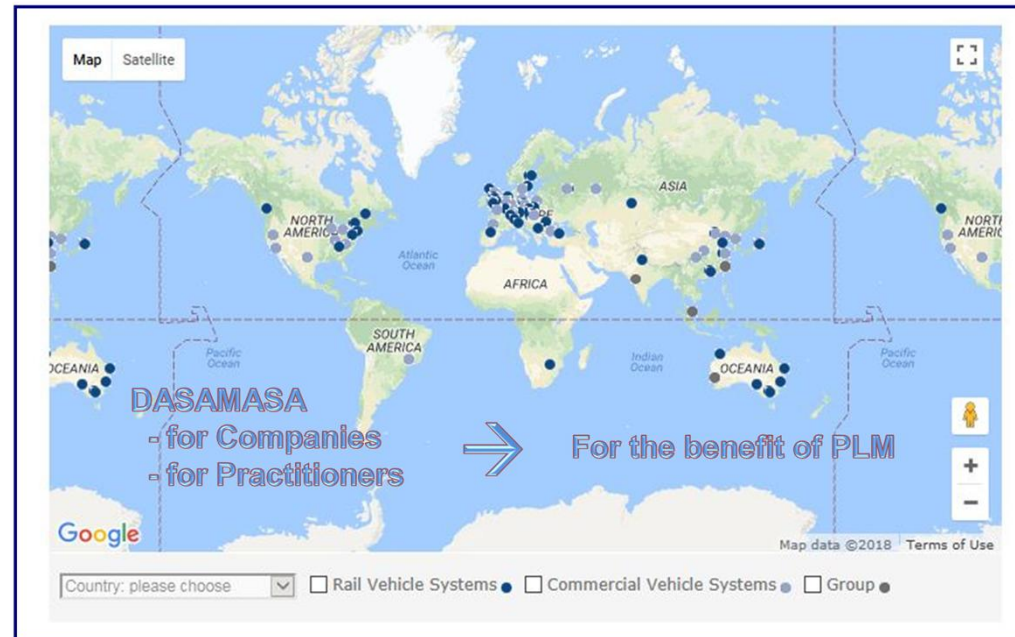 Map Satellite
ASIA
NORTH
AMERICA
NORTH
AMERIC
Atlantic
Ocean
AFRICA
SOUTH
AMERICA
Pacific
Ocean
Indian
Ocean
Pacific
Ocean
OCEANIA
OCEANIA
DASAMASA
- for Companies
- for Practitioners
For the benefit of PLM
Google
Map data ©2018 Terms of Use
Country: please choose Rail Vehicle Systems Commercial Vehicle Systems Group